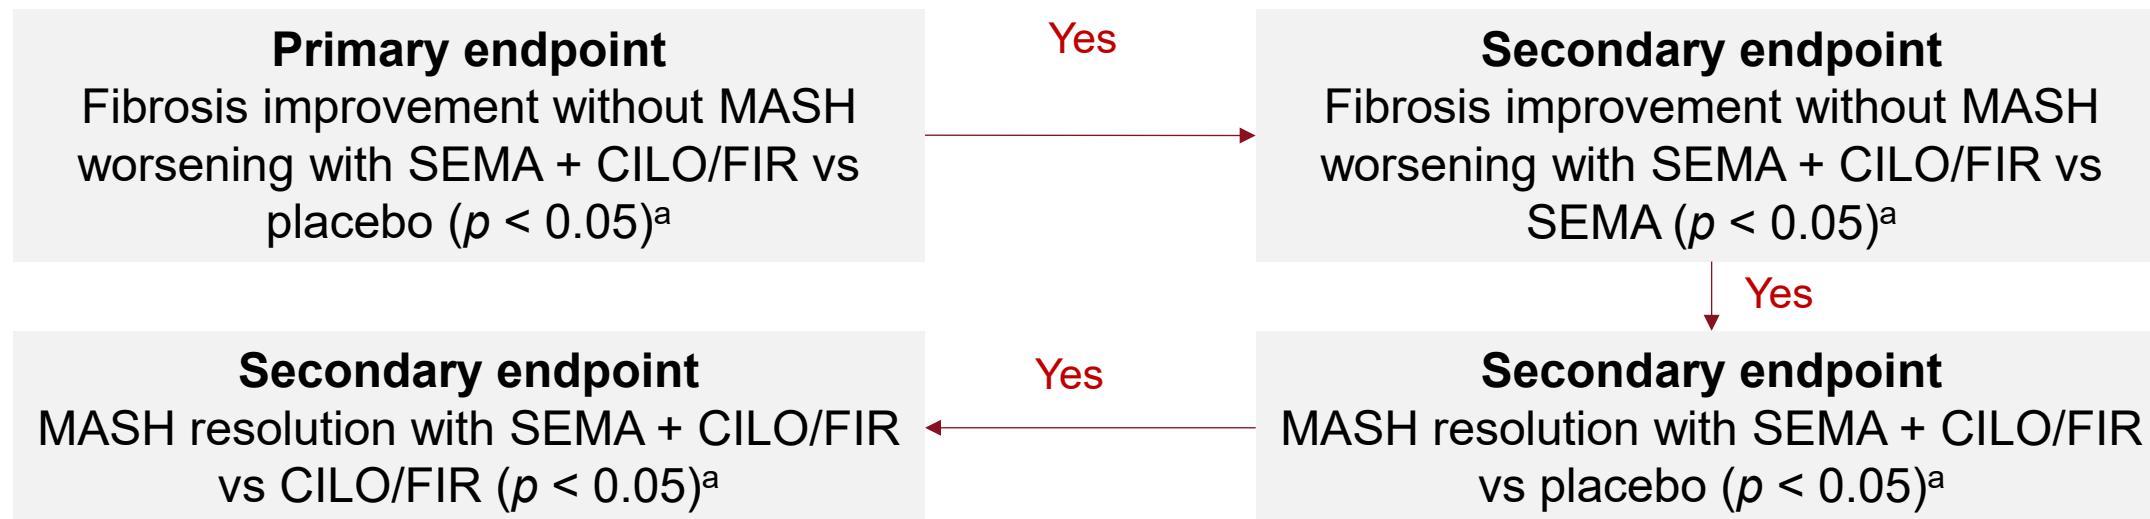 Primary endpoint
Fibrosis improvement without MASH
worsening with SEMA + CILO/FIR vs
placebo (p < 0.05)ᵃ
Yes
Secondary endpoint
Fibrosis improvement without MASH
worsening with SEMA + CILO/FIR vs
SEMA (p < 0.05)ᵃ
Yes
Secondary endpoint
MASH resolution with SEMA + CILO/FIR
vs placebo (p < 0.05)ᵃ
Yes
Secondary endpoint
MASH resolution with SEMA + CILO/FIR
vs CILO/FIR (p < 0.05)ᵃ